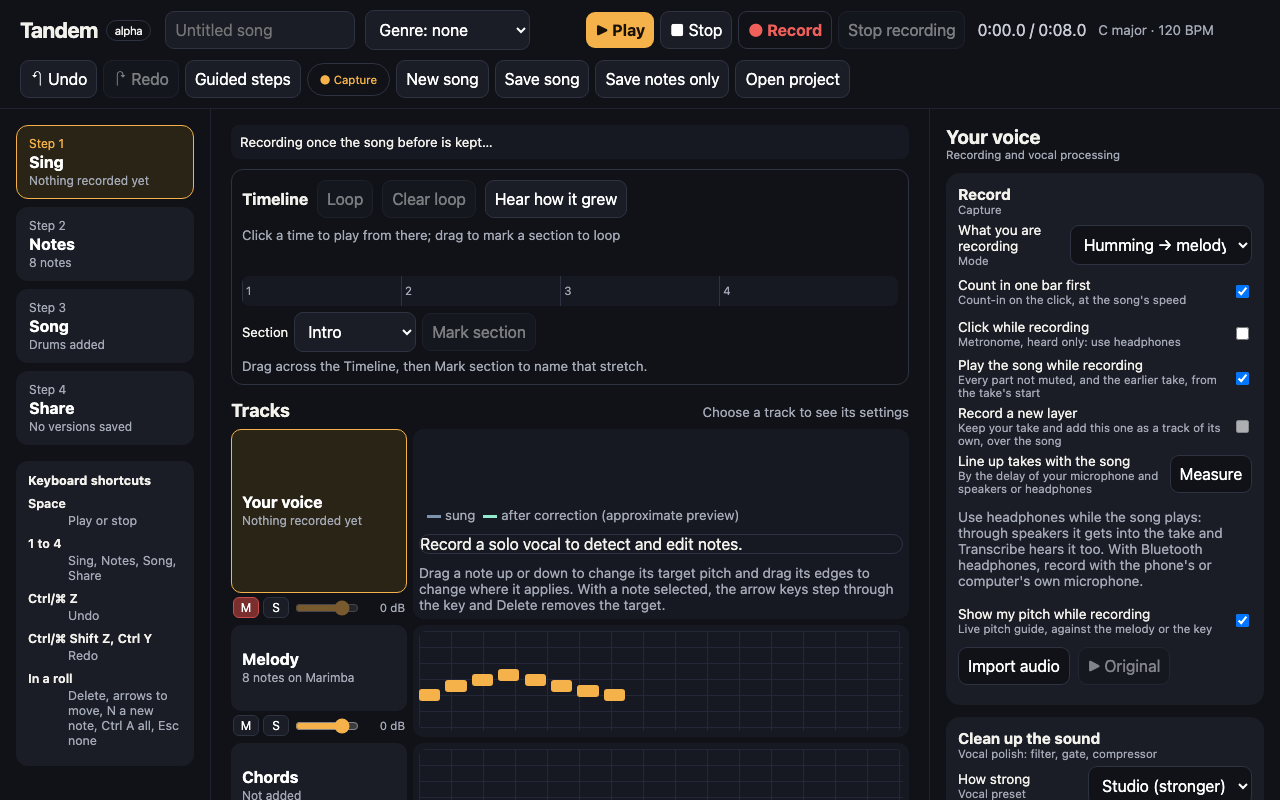 Tandem
alpha
Untitled song
Genre: none
Play
Stop
Record
Stop recording
0:00.0 / 0:08.0
C major · 120 BPM
Undo
Redo
Guided steps
Capture
New song
Save song
Save notes only
Open project
Step 1
Sing
Nothing recorded yet
Step 2
Notes
8 notes
Step 3
Song
Drums added
Step 4
Share
No versions saved
Keyboard shortcuts
Space
Play or stop
1 to 4
Sing, Notes, Song,
Share
Ctrl/⌘ Z
Undo
Ctrl/⌘ Shift Z, Ctrl Y
Redo
In a roll
Delete, arrows to
move, N a new
note, Ctrl A all, Esc
none
Recording once the song before is kept...
Timeline
Loop
Clear loop
Hear how it grew
Click a time to play from there; drag to mark a section to loop
1
2
3
4
Section
Intro
Mark section
Drag across the Timeline, then Mark section to name that stretch.
Tracks
Choose a track to see its settings
Your voice
Nothing recorded yet
sung
after correction (approximate preview)
Record a solo vocal to detect and edit notes.
Drag a note up or down to change its target pitch and drag its edges to
change where it applies. With a note selected, the arrow keys step through
the key and Delete removes the target.
M
S
0 dB
Melody
8 notes on Marimba
M
S
0 dB
Chords
Not added
Your voice
Recording and vocal processing
Record
Capture
What you are
recording
Mode
Humming → melody
Count in one bar first
Count-in on the click, at the song's speed
Click while recording
Metronome, heard only: use headphones
Play the song while recording
Every part not muted, and the earlier take, from
the take's start
Record a new layer
Keep your take and add this one as a track of its
own, over the song
Line up takes with the song
By the delay of your microphone and
speakers or headphones
Measure
Use headphones while the song plays:
through speakers it gets into the take and
Transcribe hears it too. With Bluetooth
headphones, record with the phone's or
computer's own microphone.
Show my pitch while recording
Live pitch guide, against the melody or the key
Import audio
Original
Clean up the sound
Vocal polish: filter, gate, compressor
How strong
Vocal preset
Studio (stronger)